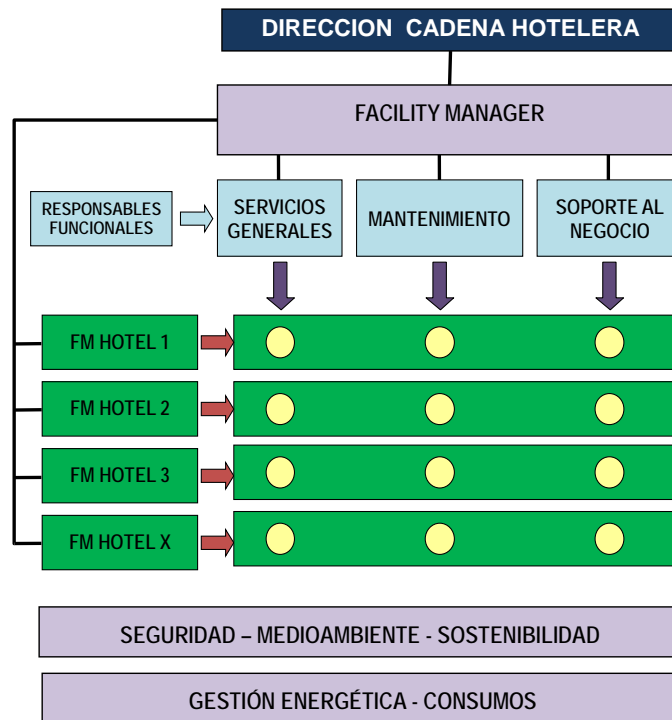 DIRECCION CADENA HOTELERA
FACILITY MANAGER
RESPONSABLES
FUNCIONALES
SERVICIOS
GENERALES
MANTENIMIENTO
SOPORTE AL
NEGOCIO
FM HOTEL 1
FM HOTEL 2
FM HOTEL 3
FM HOTEL X
SEGURIDAD – MEDIOAMBIENTE - SOSTENIBILIDAD
GESTIÓN ENERGÉTICA - CONSUMOS